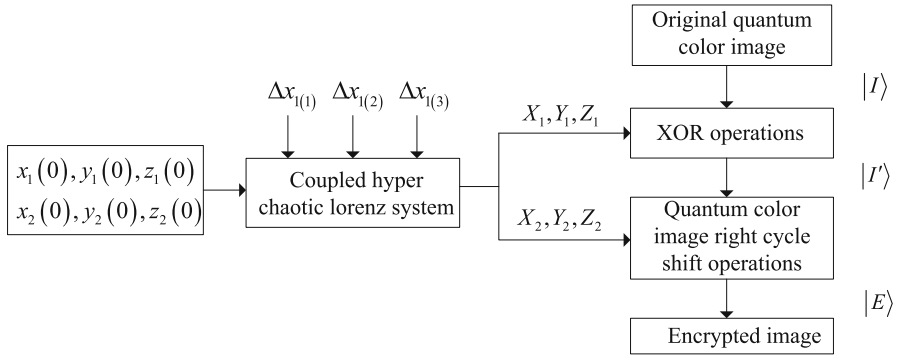 Original quantum
color image
|I⟩
Δx₁₍₁₎ Δx₁₍₂₎ Δx₁₍₃₎
X₁,Y₁,Z₁
XOR operations
x₁(0),y₁(0),z₁(0)
x₂(0),y₂(0),z₂(0)
Coupled hyper
chaotic lorenz system
|I′⟩
X₂,Y₂,Z₂
Quantum color
image right cycle
shift operations
|E⟩
Encrypted image